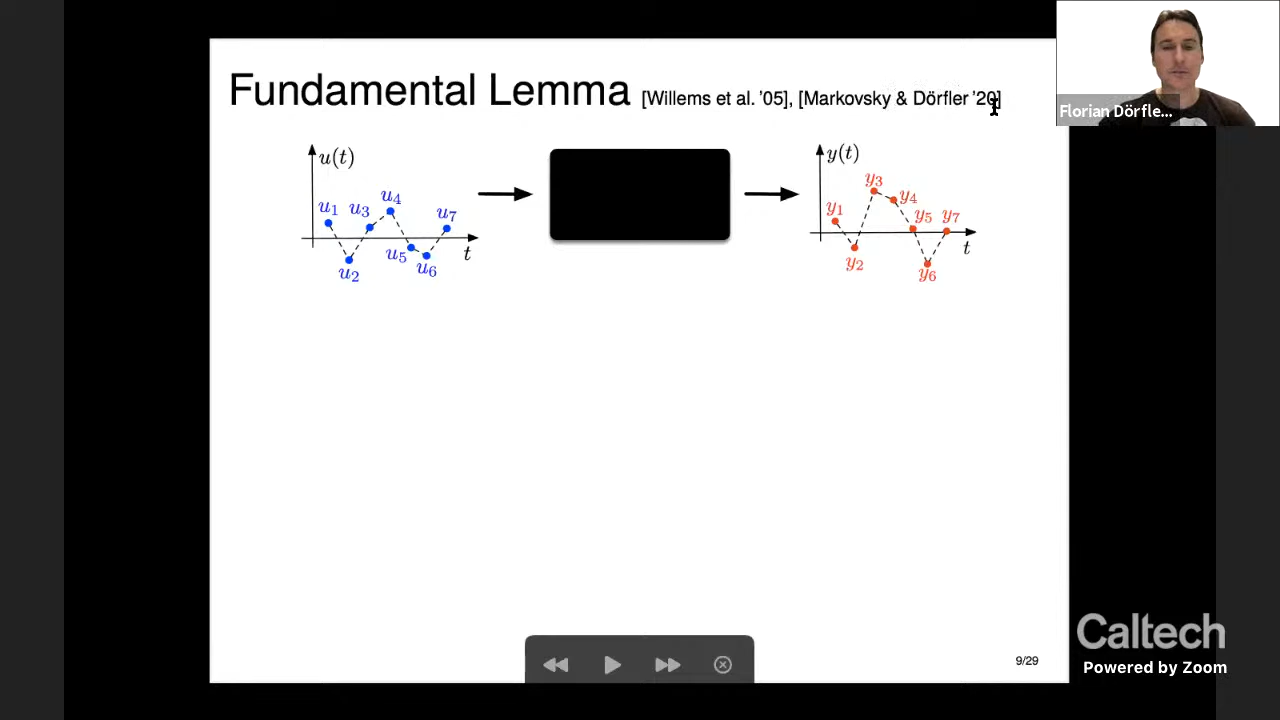 Fundamental Lemma [Willems et al. '05], [Markovsky & Dörfler '20]
Florian Dörfle...
u(t)
u1
u2
u3
u4
u5
u6
u7
t
y(t)
y1
y2
y3
y4
y5
y6
y7
t
9/29
Caltech
Powered by Zoom